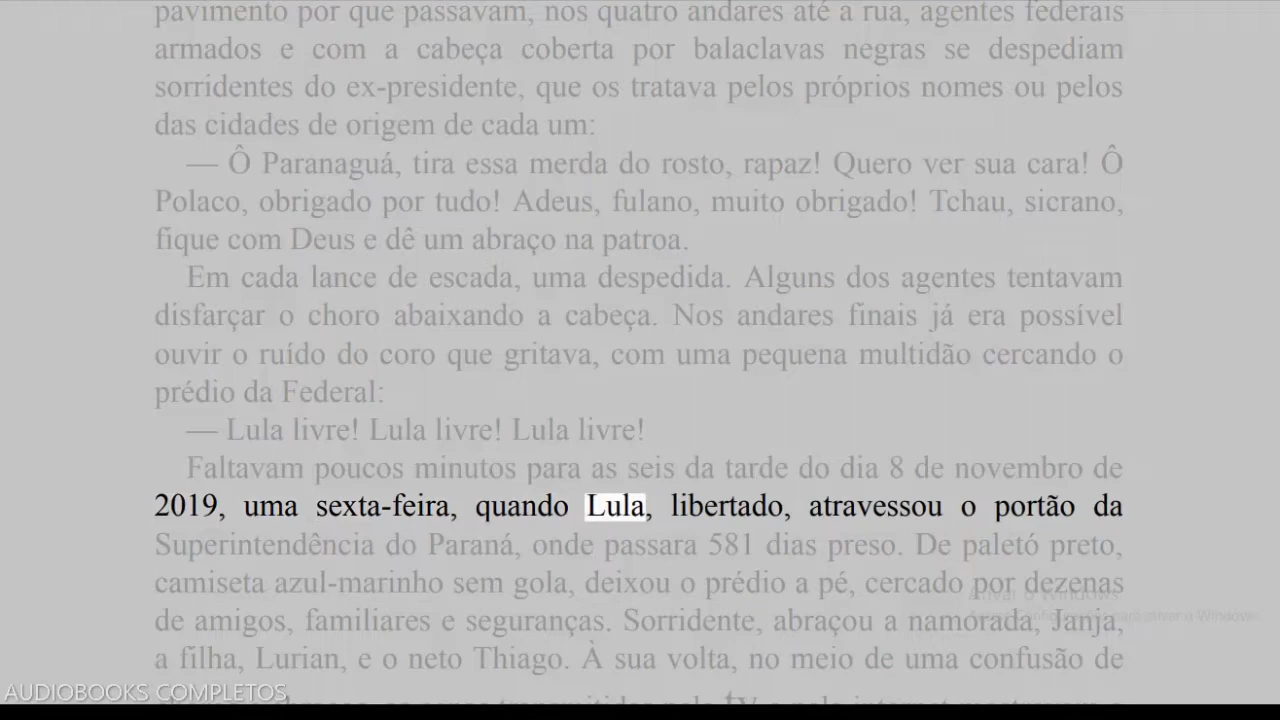 pavimento por que passavam, nos quatro andares até a rua, agentes federais
armados e com a cabeça coberta por balaclavas negras se despediam
sorridentes do ex-presidente, que os tratava pelos próprios nomes ou pelos
das cidades de origem de cada um:
— Ô Paranaguá, tira essa merda do rosto, rapaz! Quero ver sua cara! Ô
Polaco, obrigado por tudo! Adeus, fulano, muito obrigado! Tchau, sicrano,
fique com Deus e dê um abraço na patroa.
Em cada lance de escada, uma despedida. Alguns dos agentes tentavam
disfarçar o choro abaixando a cabeça. Nos andares finais já era possível
ouvir o ruído do coro que gritava, com uma pequena multidão cercando o
prédio da Federal:
— Lula livre! Lula livre! Lula livre!
Faltavam poucos minutos para as seis da tarde do dia 8 de novembro de
2019, uma sexta-feira, quando Lula, libertado, atravessou o portão da
Superintendência do Paraná, onde passara 581 dias preso. De paletó preto,
camiseta azul-marinho sem gola, deixou o prédio a pé, cercado por dezenas
Ativar o Windows
para ativar o Windows.
de amigos, familiares e seguranças. Sorridente, abraçou a namorada, Janja,
a filha, Lurian, e o neto Thiago. À sua volta, no meio de uma confusão de
AUDIOBOOKS COMPLETOS